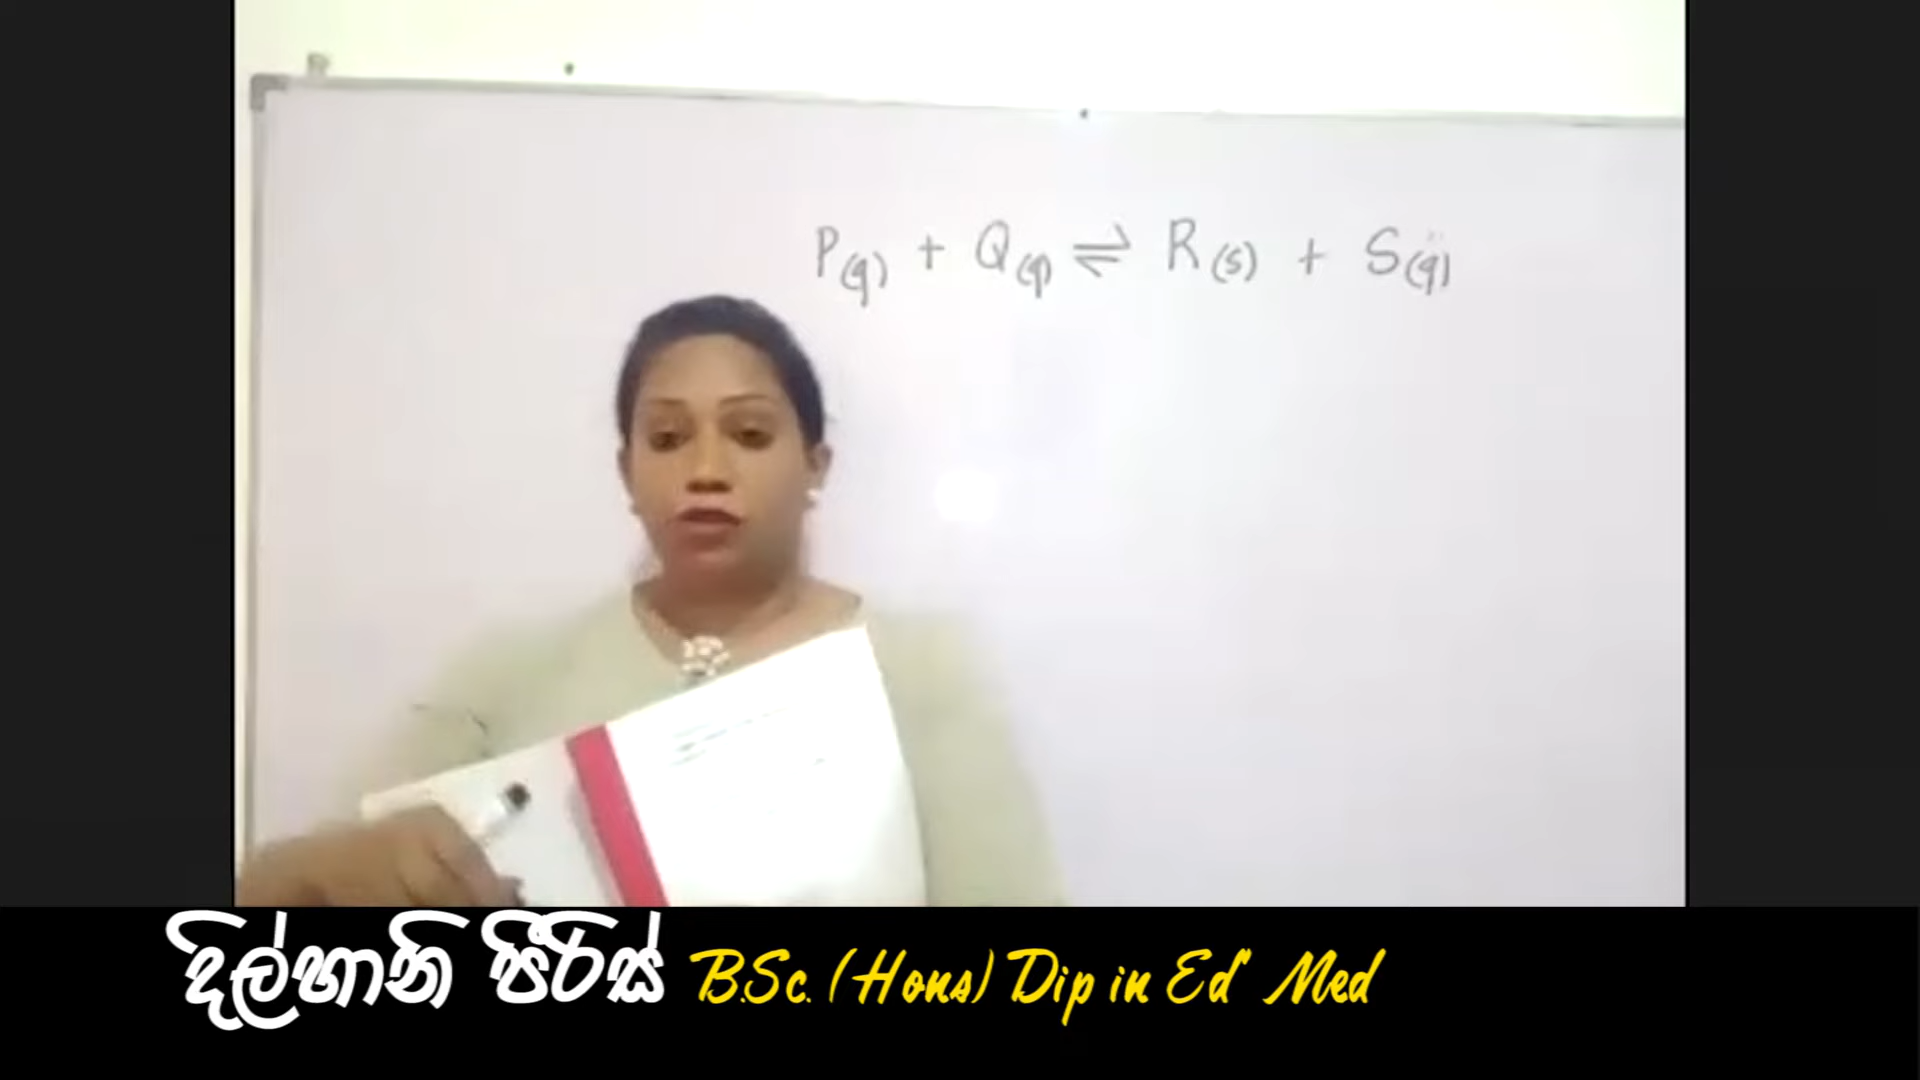 P(g) + Q(g) ⇌ R(s) + S(g)
දිල්හානි පීරිස් B.Sc. (Hons) Dip in Ed Med